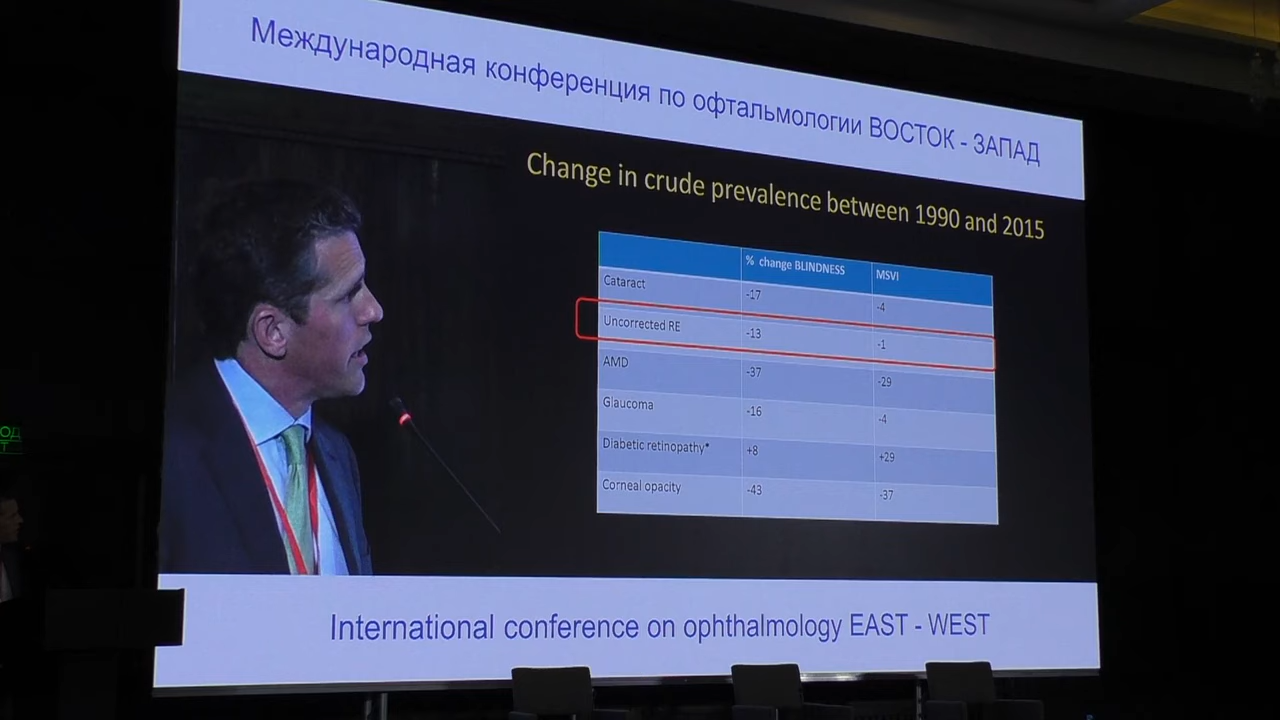 Международная конференция по офтальмологии ВОСТОК - ЗАПАД
Change in crude prevalence between 1990 and 2015
% change BLINDNESS MSVI
Cataract -17 -4
Uncorrected RE -13 -1
AMD -37 -29
Glaucoma -16 -4
Diabetic retinopathy* +8 +29
Corneal opacity -43 -37
International conference on ophthalmology EAST - WEST